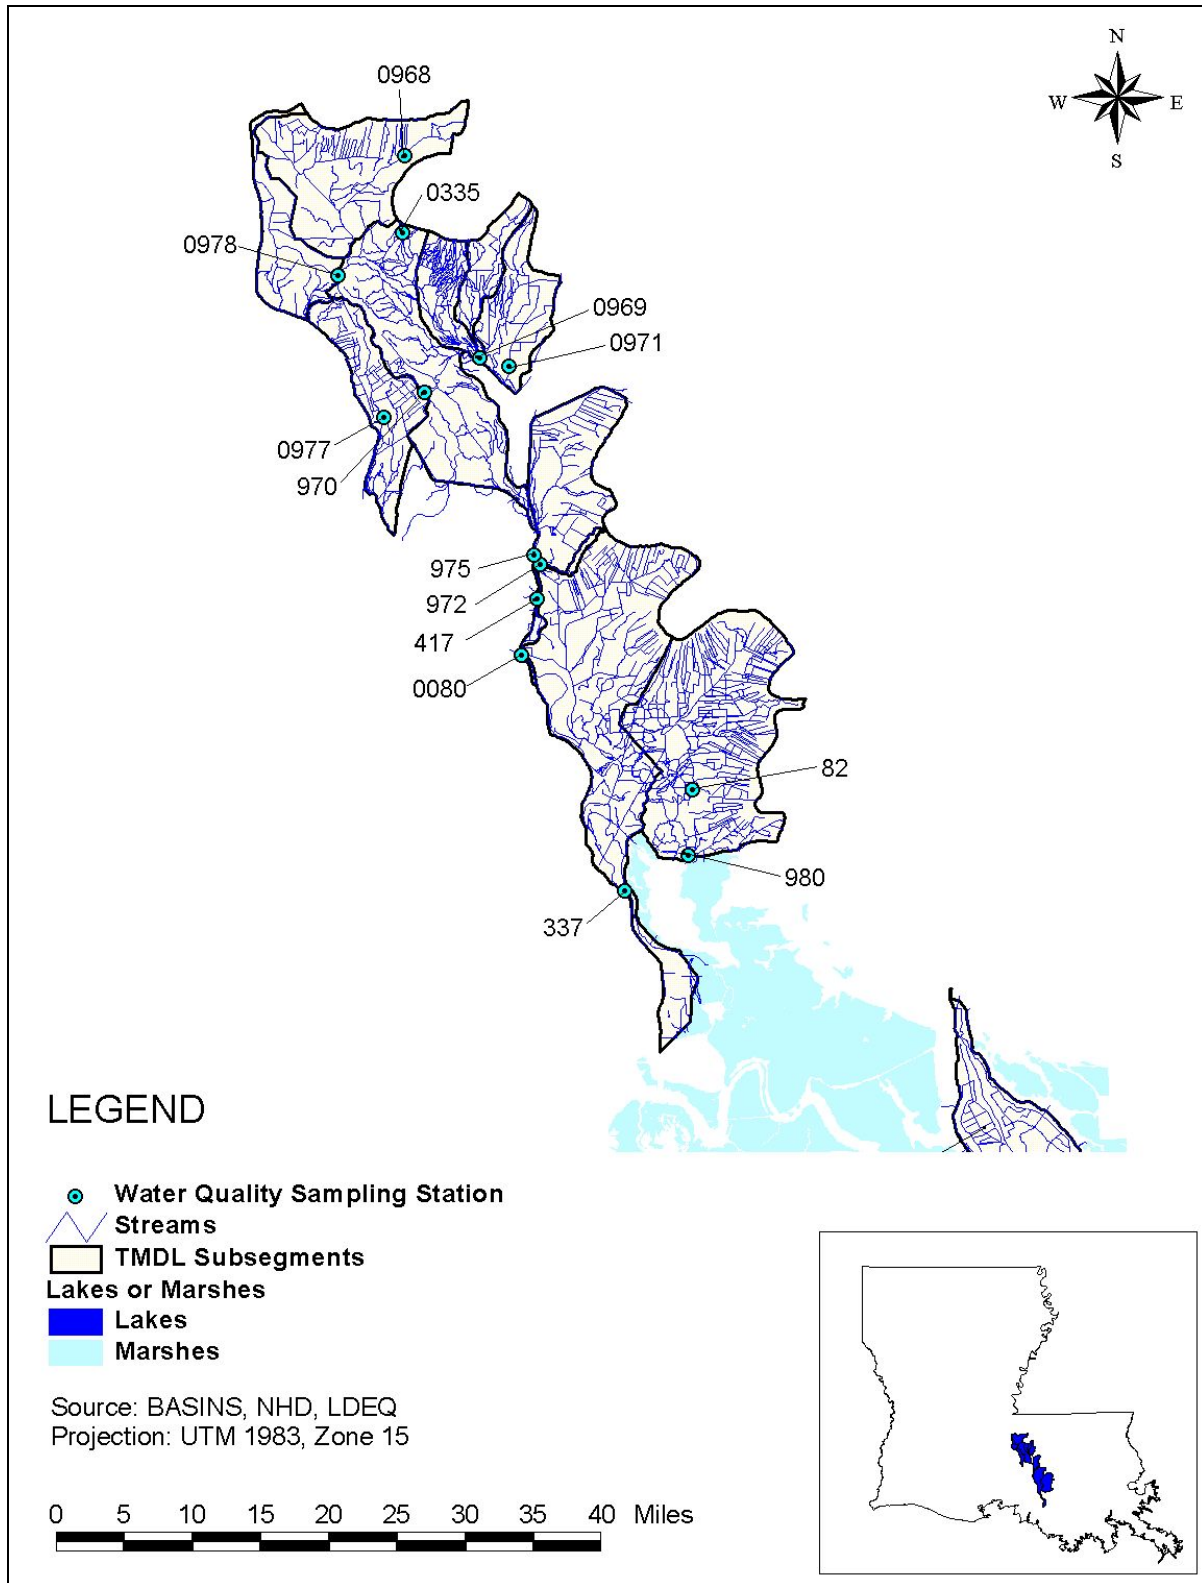 N
W E
S
0968
0335
0978
0969
0971
0977
970
975
972
417
0080
82
980
337
LEGEND
Water Quality Sampling Station
Streams
TMDL Subsegments
Lakes or Marshes
Lakes
Marshes
Source: BASINS, NHD, LDEQ
Projection: UTM 1983, Zone 15
0 5 10 15 20 25 30 35 40 Miles